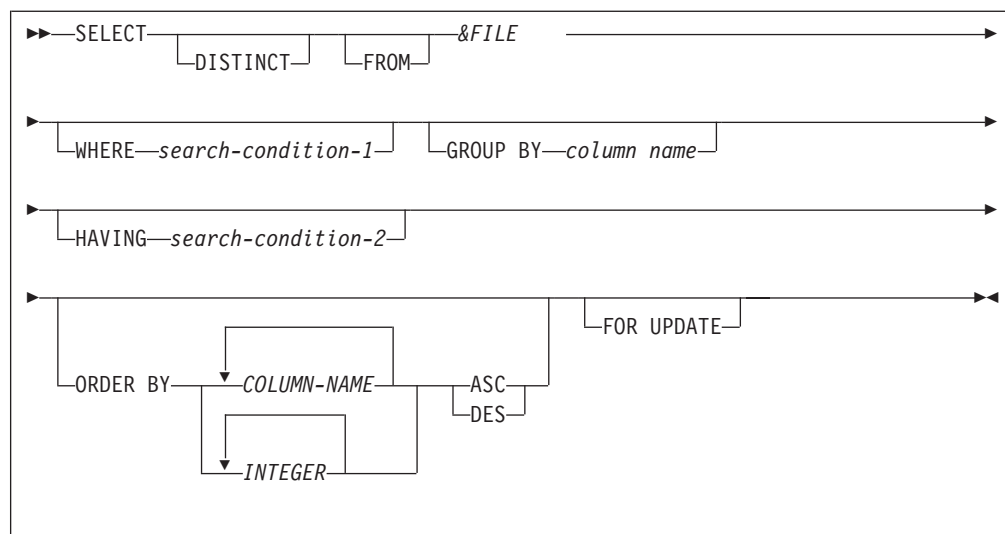 SELECT &FILE
DISTINCT FROM
WHERE search-condition-1 GROUP BY column name
HAVING search-condition-2
FOR UPDATE
ORDER BY COLUMN-NAME ASC
DES
INTEGER